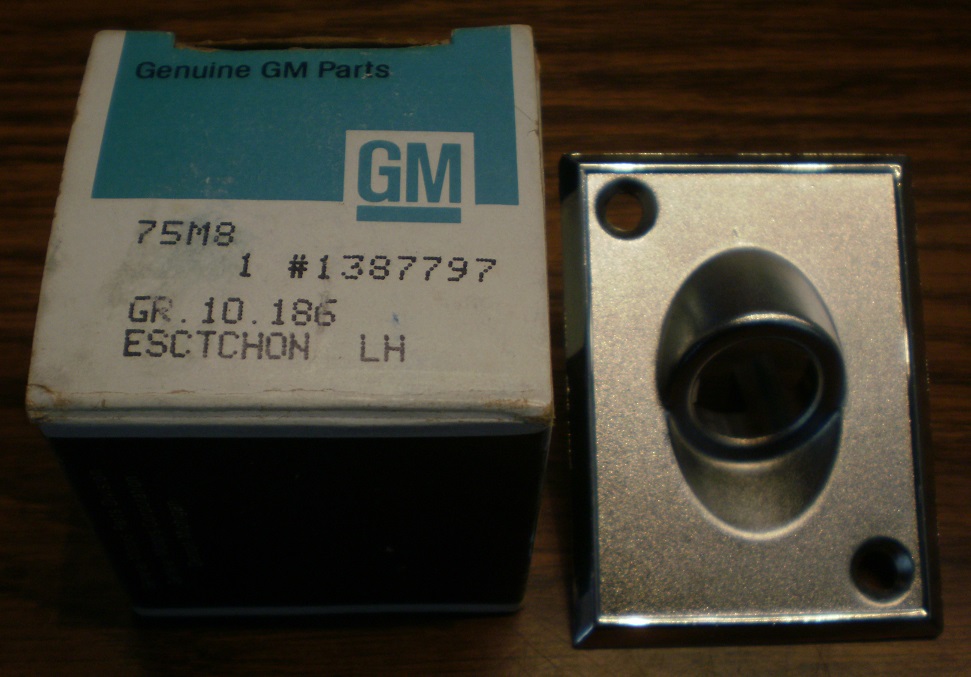 Genuine GM Parts
GM
75M8
1 #1387797
GR.10.186
ESCTCHON LH